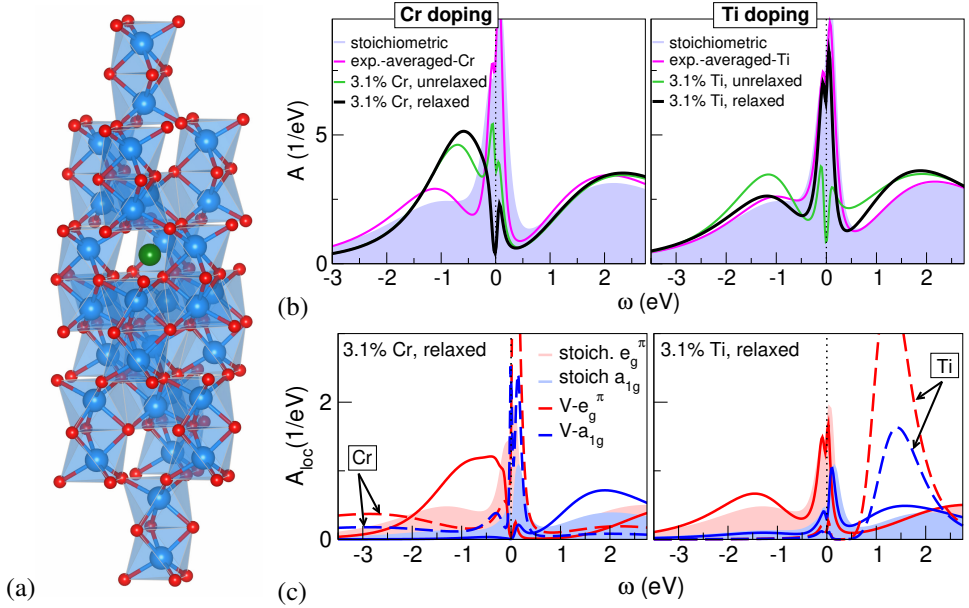 (a)
(b)
Cr doping
Ti doping
stoichiometric
exp.-averaged-Cr
3.1% Cr, unrelaxed
3.1% Cr, relaxed
stoichiometric
exp.-averaged-Ti
3.1% Ti, unrelaxed
3.1% Ti, relaxed
A (1/eV)
5
0
-3 -2 -1 0 1 2
ω (eV)
-3 -2 -1 0 1 2
ω (eV)
(c)
3.1% Cr, relaxed
stoich. e_g^π
stoich a_1g
V-e_g^π
V-a_1g
Cr
3.1% Ti, relaxed
Ti
A_loc(1/eV)
2
1
0
-3 -2 -1 0 1 2
ω (eV)
-3 -2 -1 0 1 2
ω (eV)